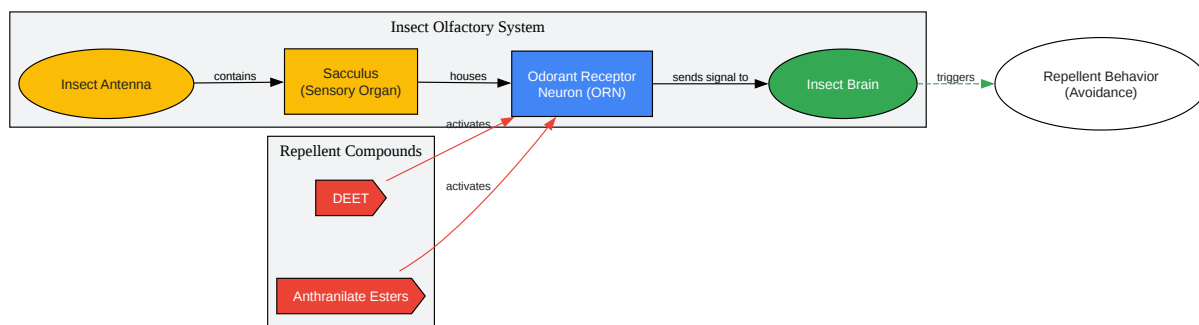 Insect Olfactory System
Insect Antenna
contains
Sacculus
(Sensory Organ)
houses
Odorant Receptor
Neuron (ORN)
sends signal to
Insect Brain
triggers
Repellent Behavior
(Avoidance)
activates
Repellent Compounds
DEET
activates
Anthranilate Esters